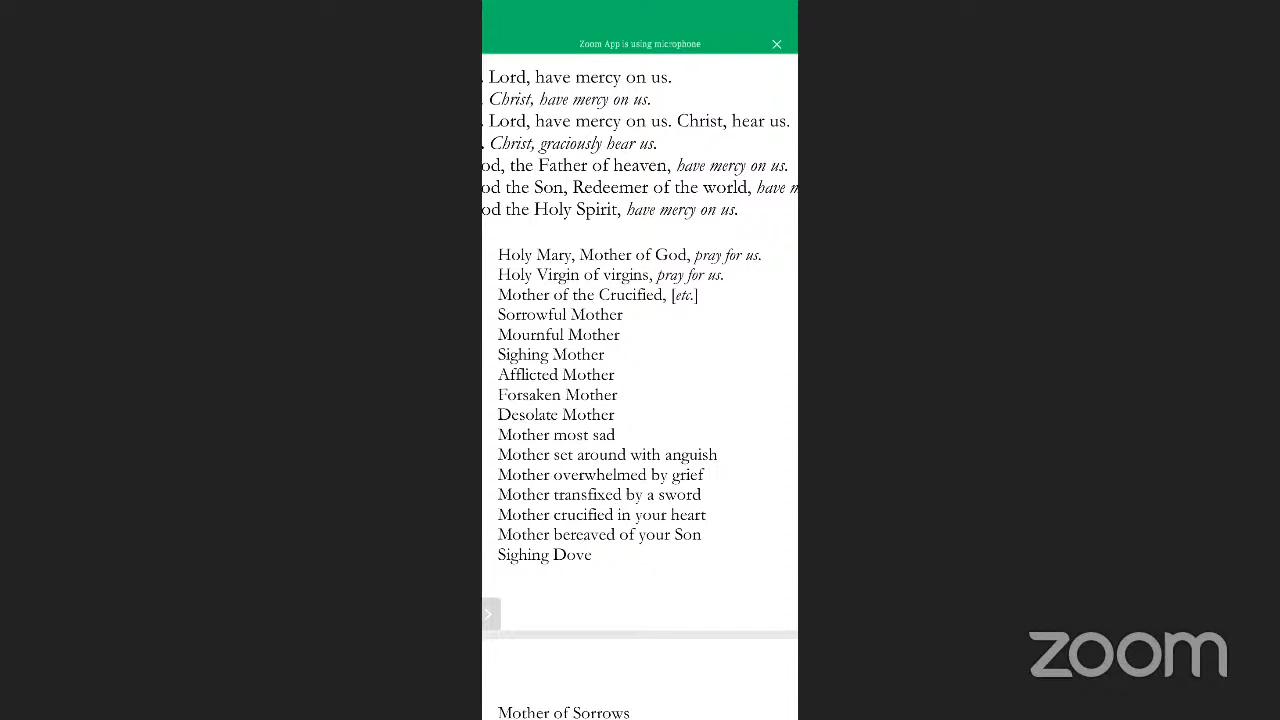 Zoom App is using microphone
. Lord, have mercy on us.
. Christ, have mercy on us.
. Lord, have mercy on us. Christ, hear us.
. Christ, graciously hear us.
od, the Father of heaven, have mercy on us.
od the Son, Redeemer of the world, have m
od the Holy Spirit, have mercy on us.
Holy Mary, Mother of God, pray for us.
Holy Virgin of virgins, pray for us.
Mother of the Crucified, [etc.]
Sorrowful Mother
Mournful Mother
Sighing Mother
Afflicted Mother
Forsaken Mother
Desolate Mother
Mother most sad
Mother set around with anguish
Mother overwhelmed by grief
Mother transfixed by a sword
Mother crucified in your heart
Mother bereaved of your Son
Sighing Dove
Mother of Sorrows
zoom